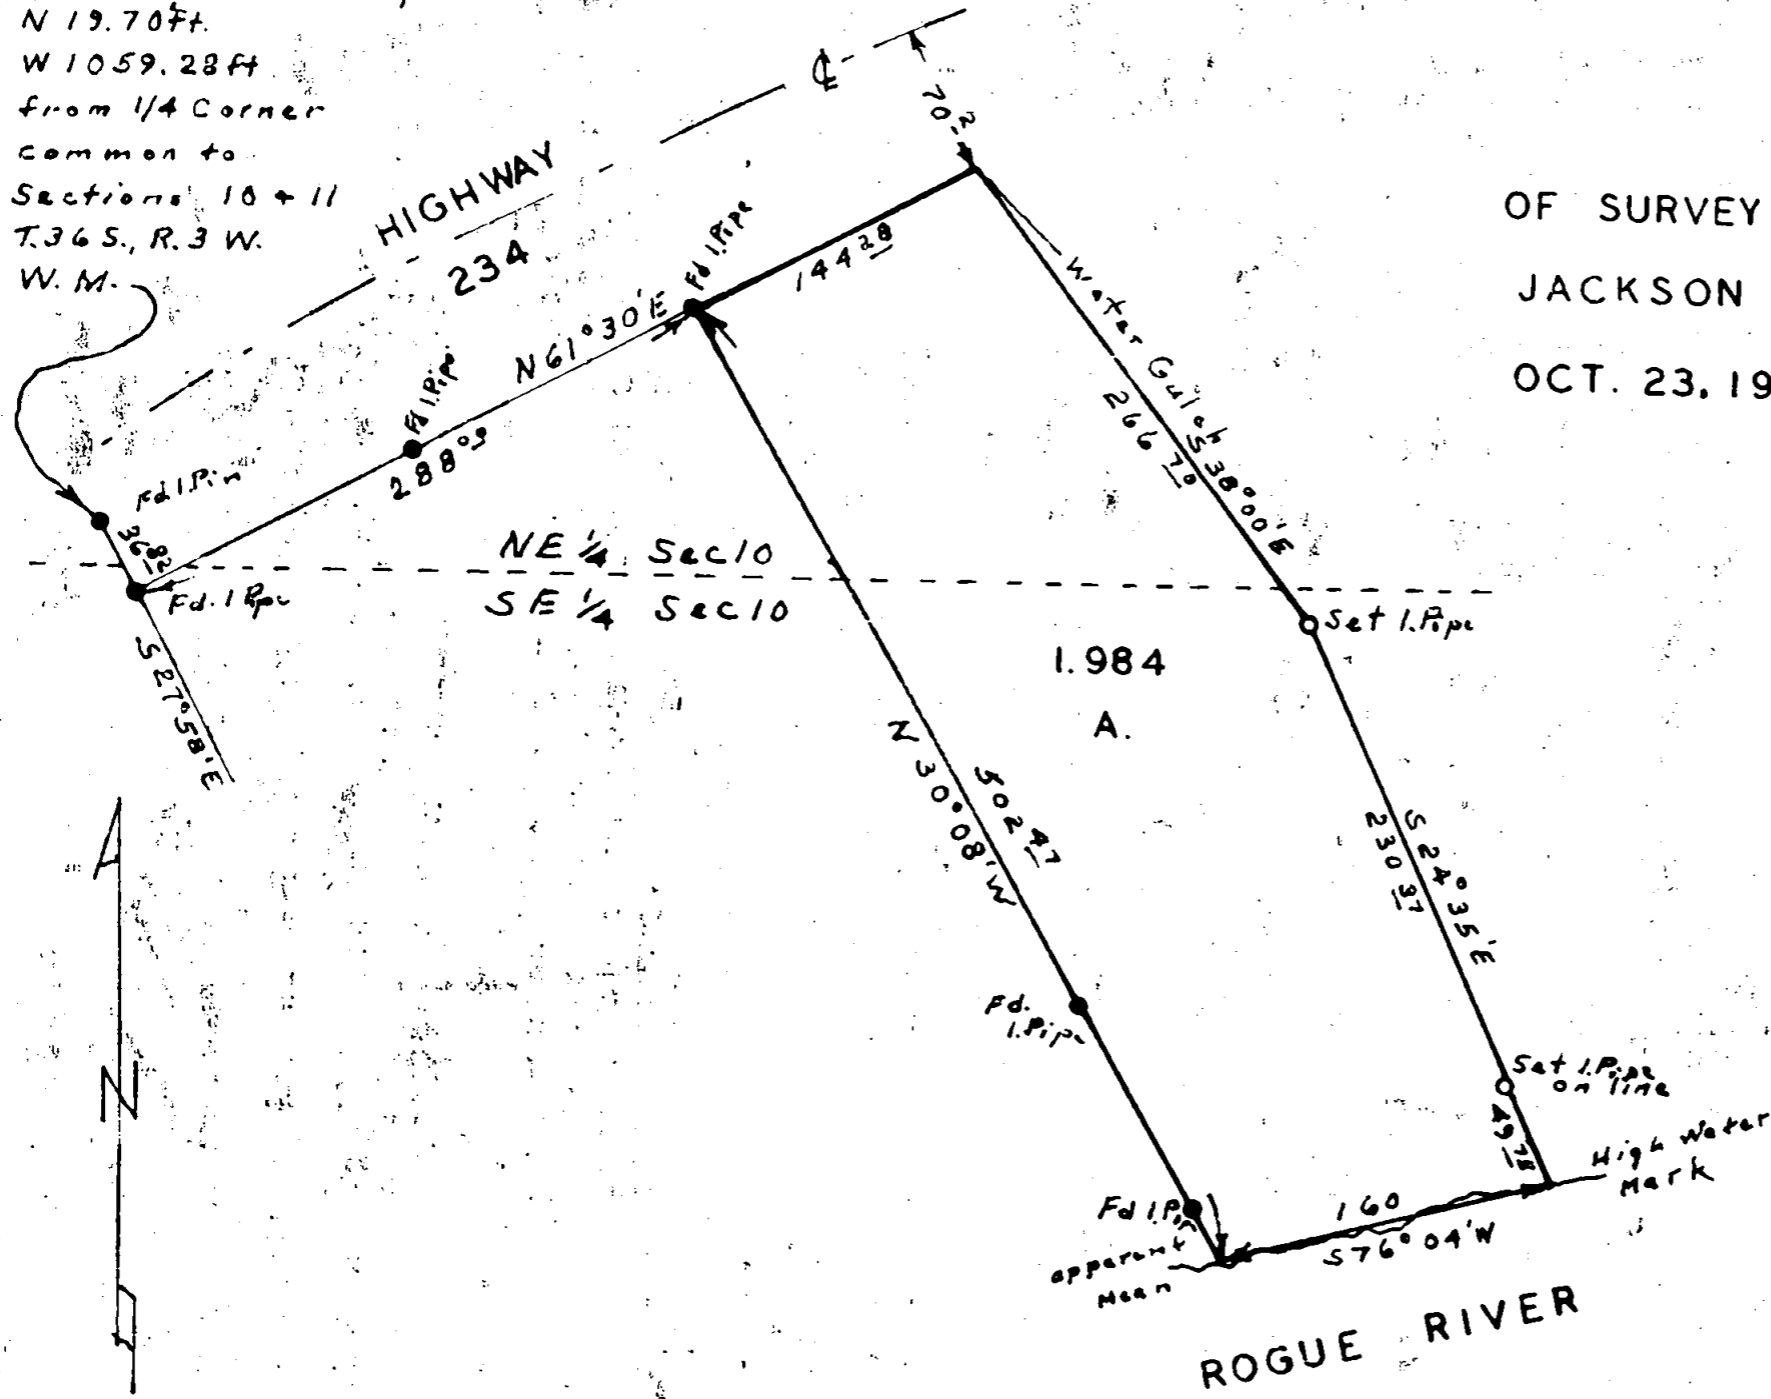 N 19.70 Ft.
W 1059.28 ft
from 1/4 Corner
common to
Sections 10 + 11
T.36 S., R.3 W.
W. M.
HIGHWAY
234
℄
70.2
OF SURVEY
JACKSON
OCT. 23, 19
Fd I.Pipe
144 28
N 61°30'E
Fd I.Pipe
288 09
Water Gulch
266 70
S 38°00'E
Fd I.Pin
36 82
Fd. I Pipe
S 27°58'E
NE 1/4 Sec 10
SE 1/4 Sec 10
Set I.Pipe
1.984
A.
N 30°08'W
502 47
S 24°35'E
230 37
Fd.
I.Pipe
Set I.Pipe
on line
49 75
Fd I.Pin
apparent
Mean
High Water
Mark
160
S 76°04'W
N
ROGUE RIVER